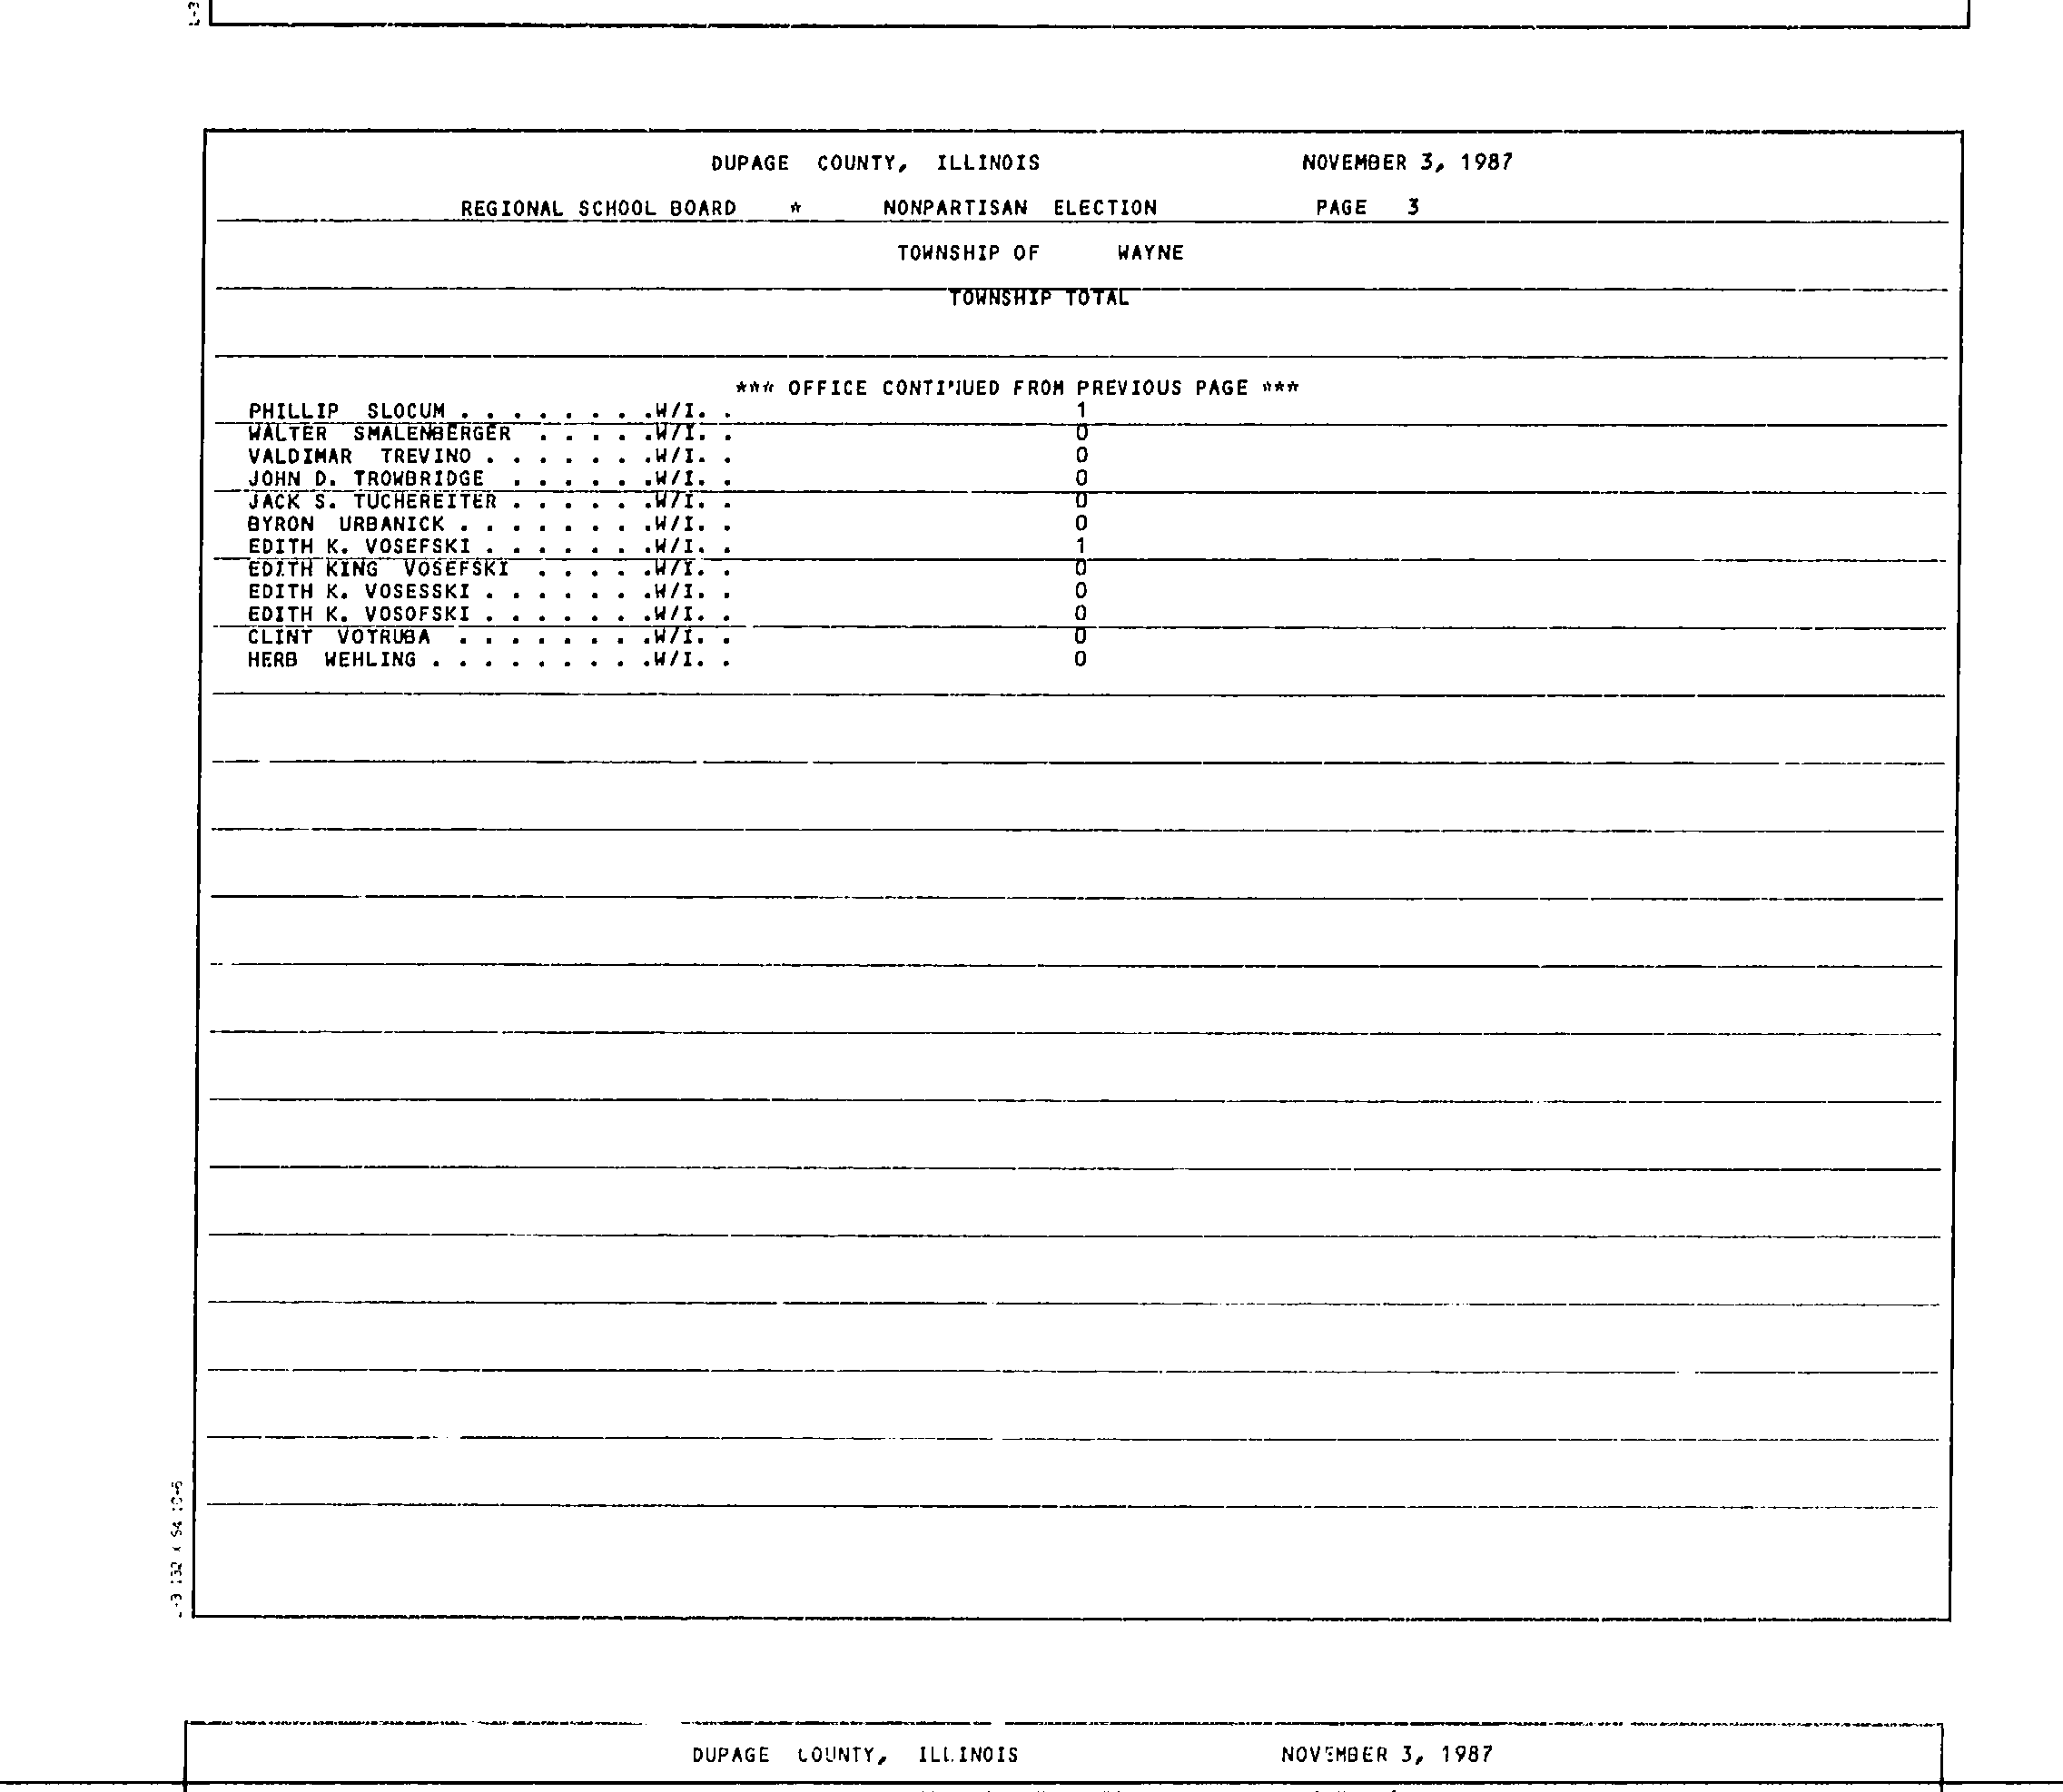 DUPAGE COUNTY, ILLINOIS NOVEMBER 3, 1987
REGIONAL SCHOOL BOARD * NONPARTISAN ELECTION PAGE 3
TOWNSHIP OF WAYNE
TOWNSHIP TOTAL
*** OFFICE CONTINUED FROM PREVIOUS PAGE ***
PHILLIP SLOCUM . . . . . . . .W/I. . 1
WALTER SMALENBERGER . . . . .W/I. . 0
VALDIMAR TREVINO . . . . . . .W/I. . 0
JOHN D. TROWBRIDGE . . . . . .W/I. . 0
JACK S. TUCHEREITER . . . . . .W/I. . 0
BYRON URBANICK . . . . . . . .W/I. . 0
EDITH K. VOSEFSKI . . . . . . .W/I. . 1
EDITH KING VOSEFSKI . . . . .W/I. . 0
EDITH K. VOSESSKI . . . . . . .W/I. . 0
EDITH K. VOSOFSKI . . . . . . .W/I. . 0
CLINT VOTRUBA . . . . . . . .W/I. . 0
HERB WEHLING . . . . . . . . .W/I. . 0
DUPAGE COUNTY, ILLINOIS NOVEMBER 3, 1987